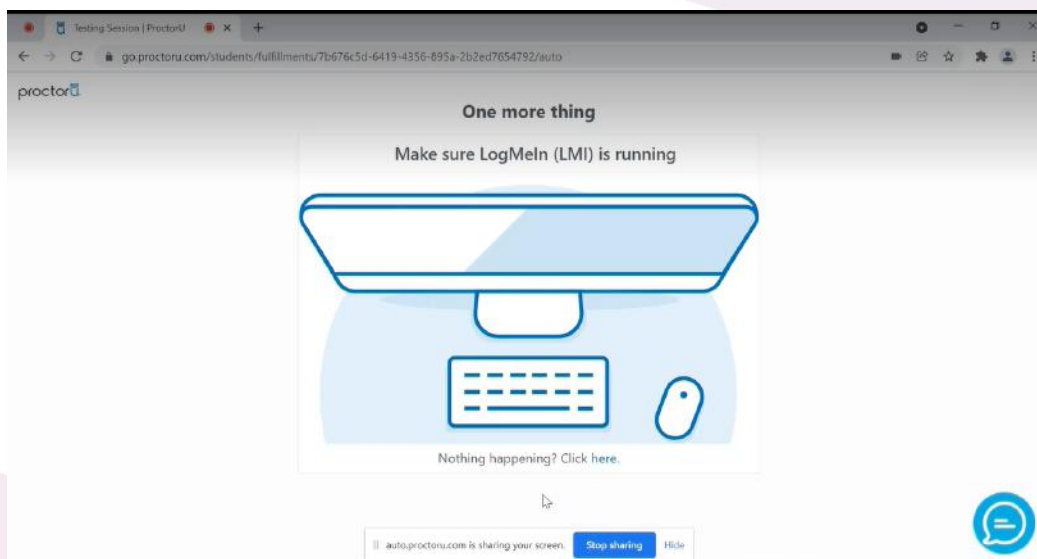 Testing Session | ProctorU
go.proctoru.com/students/fulfillments/7b676c5d-6419-4356-895a-2b2ed7654792/auto
proctorU
One more thing
Make sure LogMeIn (LMI) is running
Nothing happening? Click here.
auto.proctoru.com is sharing your screen. Stop sharing Hide